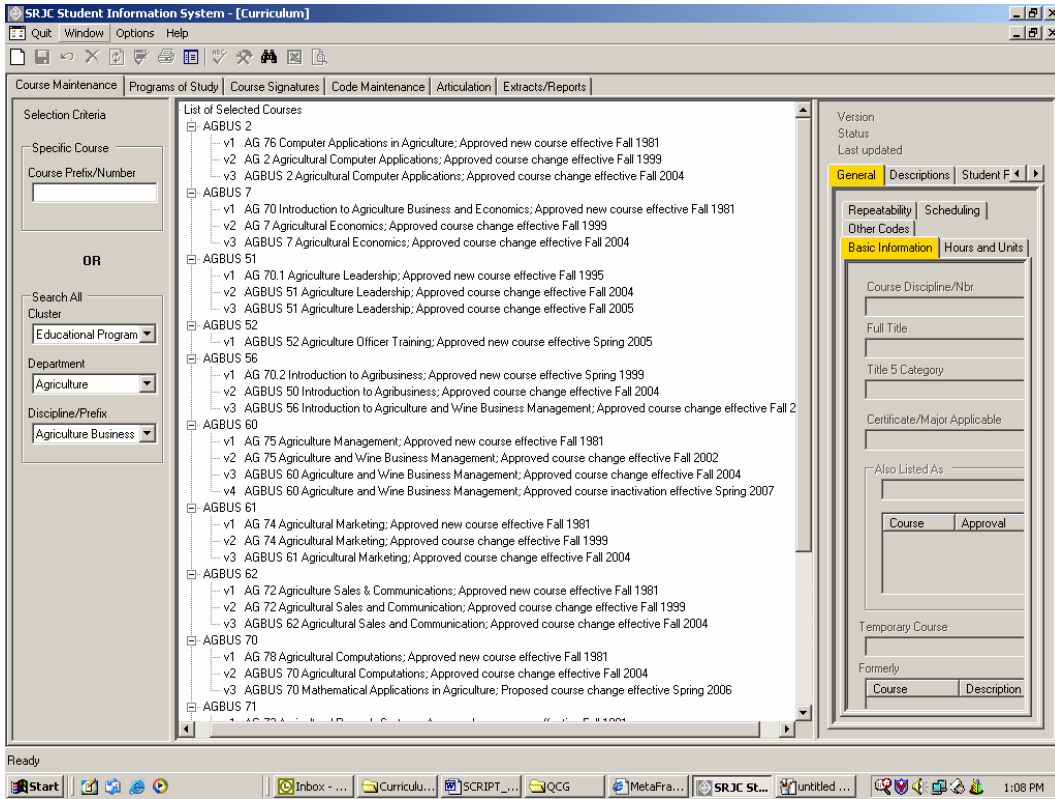 SRJC Student Information System - [Curriculum]
Quit Window Options Help
Course Maintenance Programs of Study Course Signatures Code Maintenance Articulation Extracts/Reports
Selection Criteria
Specific Course
Course Prefix/Number
OR
Search All
Cluster
Educational Program
Department
Agriculture
Discipline/Prefix
Agriculture Business
List of Selected Courses
AGBUS 2
v1 AG 76 Computer Applications in Agriculture; Approved new course effective Fall 1981
v2 AG 2 Agricultural Computer Applications; Approved course change effective Fall 1999
v3 AGBUS 2 Agricultural Computer Applications; Approved course change effective Fall 2004
AGBUS 7
v1 AG 70 Introduction to Agriculture Business and Economics; Approved new course effective Fall 1981
v2 AG 7 Agricultural Economics; Approved course change effective Fall 1999
v3 AGBUS 7 Agricultural Economics; Approved course change effective Fall 2004
AGBUS 51
v1 AG 70.1 Agriculture Leadership; Approved new course effective Fall 1995
v2 AGBUS 51 Agriculture Leadership; Approved course change effective Fall 2004
v3 AGBUS 51 Agriculture Leadership; Approved course change effective Fall 2005
AGBUS 52
v1 AGBUS 52 Agriculture Officer Training; Approved new course effective Spring 2005
AGBUS 56
v1 AG 70.2 Introduction to Agribusiness; Approved new course effective Spring 1999
v2 AGBUS 50 Introduction to Agribusiness; Approved course change effective Fall 2004
v3 AGBUS 56 Introduction to Agriculture and Wine Business Management; Approved course change effective Fall 2
AGBUS 60
v1 AG 75 Agriculture Management; Approved new course effective Fall 1981
v2 AG 75 Agriculture and Wine Business Management; Approved course change effective Fall 2002
v3 AGBUS 60 Agriculture and Wine Business Management; Approved course change effective Fall 2004
v4 AGBUS 60 Agriculture and Wine Business Management; Approved course inactivation effective Spring 2007
AGBUS 61
v1 AG 74 Agricultural Marketing; Approved new course effective Fall 1981
v2 AG 74 Agricultural Marketing; Approved course change effective Fall 1999
v3 AGBUS 61 Agricultural Marketing; Approved course change effective Fall 2004
AGBUS 62
v1 AG 72 Agriculture Sales & Communications; Approved new course effective Fall 1981
v2 AG 72 Agricultural Sales and Communication; Approved course change effective Fall 1999
v3 AGBUS 62 Agricultural Sales and Communication; Approved course change effective Fall 2004
AGBUS 70
v1 AG 78 Agricultural Computations; Approved new course effective Fall 1981
v2 AGBUS 70 Agricultural Computations; Approved course change effective Fall 2004
v3 AGBUS 70 Mathematical Applications in Agriculture; Proposed course change effective Spring 2006
AGBUS 71
Version
Status
Last updated
General Descriptions Student F
Repeatability Scheduling
Other Codes
Basic Information Hours and Units
Course Discipline/Nbr
Full Title
Title 5 Category
Certificate/Major Applicable
Also Listed As
Course Approval
Temporary Course
Formerly
Course Description
Ready
Start Inbox - ... Curriculu... SCRIPT_... QCG MetaFra... SRJC St... untitled ... 1:08 PM